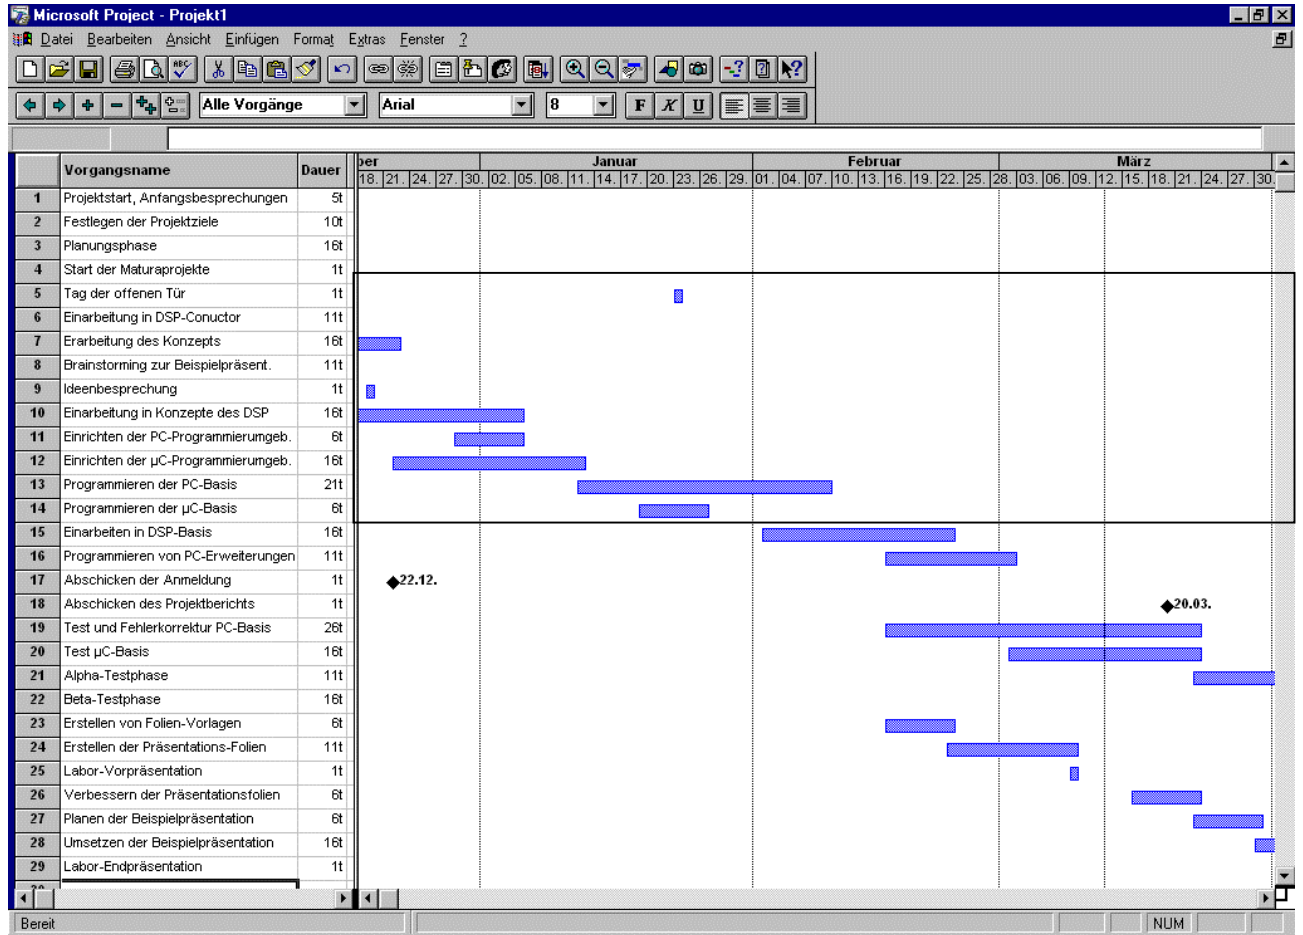 Microsoft Project - Projekt1
Datei Bearbeiten Ansicht Einfügen Format Extras Fenster ?
Alle Vorgänge Arial 8 F K U
Vorgangsname Dauer ber Januar Februar März
18. 21. 24. 27. 30. 02. 05. 08. 11. 14. 17. 20. 23. 26. 29. 01. 04. 07. 10. 13. 16. 19. 22. 25. 28. 03. 06. 09. 12. 15. 18. 21. 24. 27. 30.
1 Projektstart, Anfangsbesprechungen 5t
2 Festlegen der Projektziele 10t
3 Planungsphase 16t
4 Start der Maturaprojekte 1t
5 Tag der offenen Tür 1t
6 Einarbeitung in DSP-Conuctor 11t
7 Erarbeitung des Konzepts 16t
8 Brainstorming zur Beispielpräsent. 11t
9 Ideenbesprechung 1t
10 Einarbeitung in Konzepte des DSP 16t
11 Einrichten der PC-Programmierumgeb. 6t
12 Einrichten der µC-Programmierumgeb. 16t
13 Programmieren der PC-Basis 21t
14 Programmieren der µC-Basis 6t
15 Einarbeiten in DSP-Basis 16t
16 Programmieren von PC-Erweiterungen 11t
17 Abschicken der Anmeldung 1t 22.12.
18 Abschicken des Projektberichts 1t 20.03.
19 Test und Fehlerkorrektur PC-Basis 26t
20 Test µC-Basis 16t
21 Alpha-Testphase 11t
22 Beta-Testphase 16t
23 Erstellen von Folien-Vorlagen 6t
24 Erstellen der Präsentations-Folien 11t
25 Labor-Vorpräsentation 1t
26 Verbessern der Präsentationsfolien 6t
27 Planen der Beispielpräsentation 6t
28 Umsetzen der Beispielpräsentation 16t
29 Labor-Endpräsentation 1t
Bereit NUM